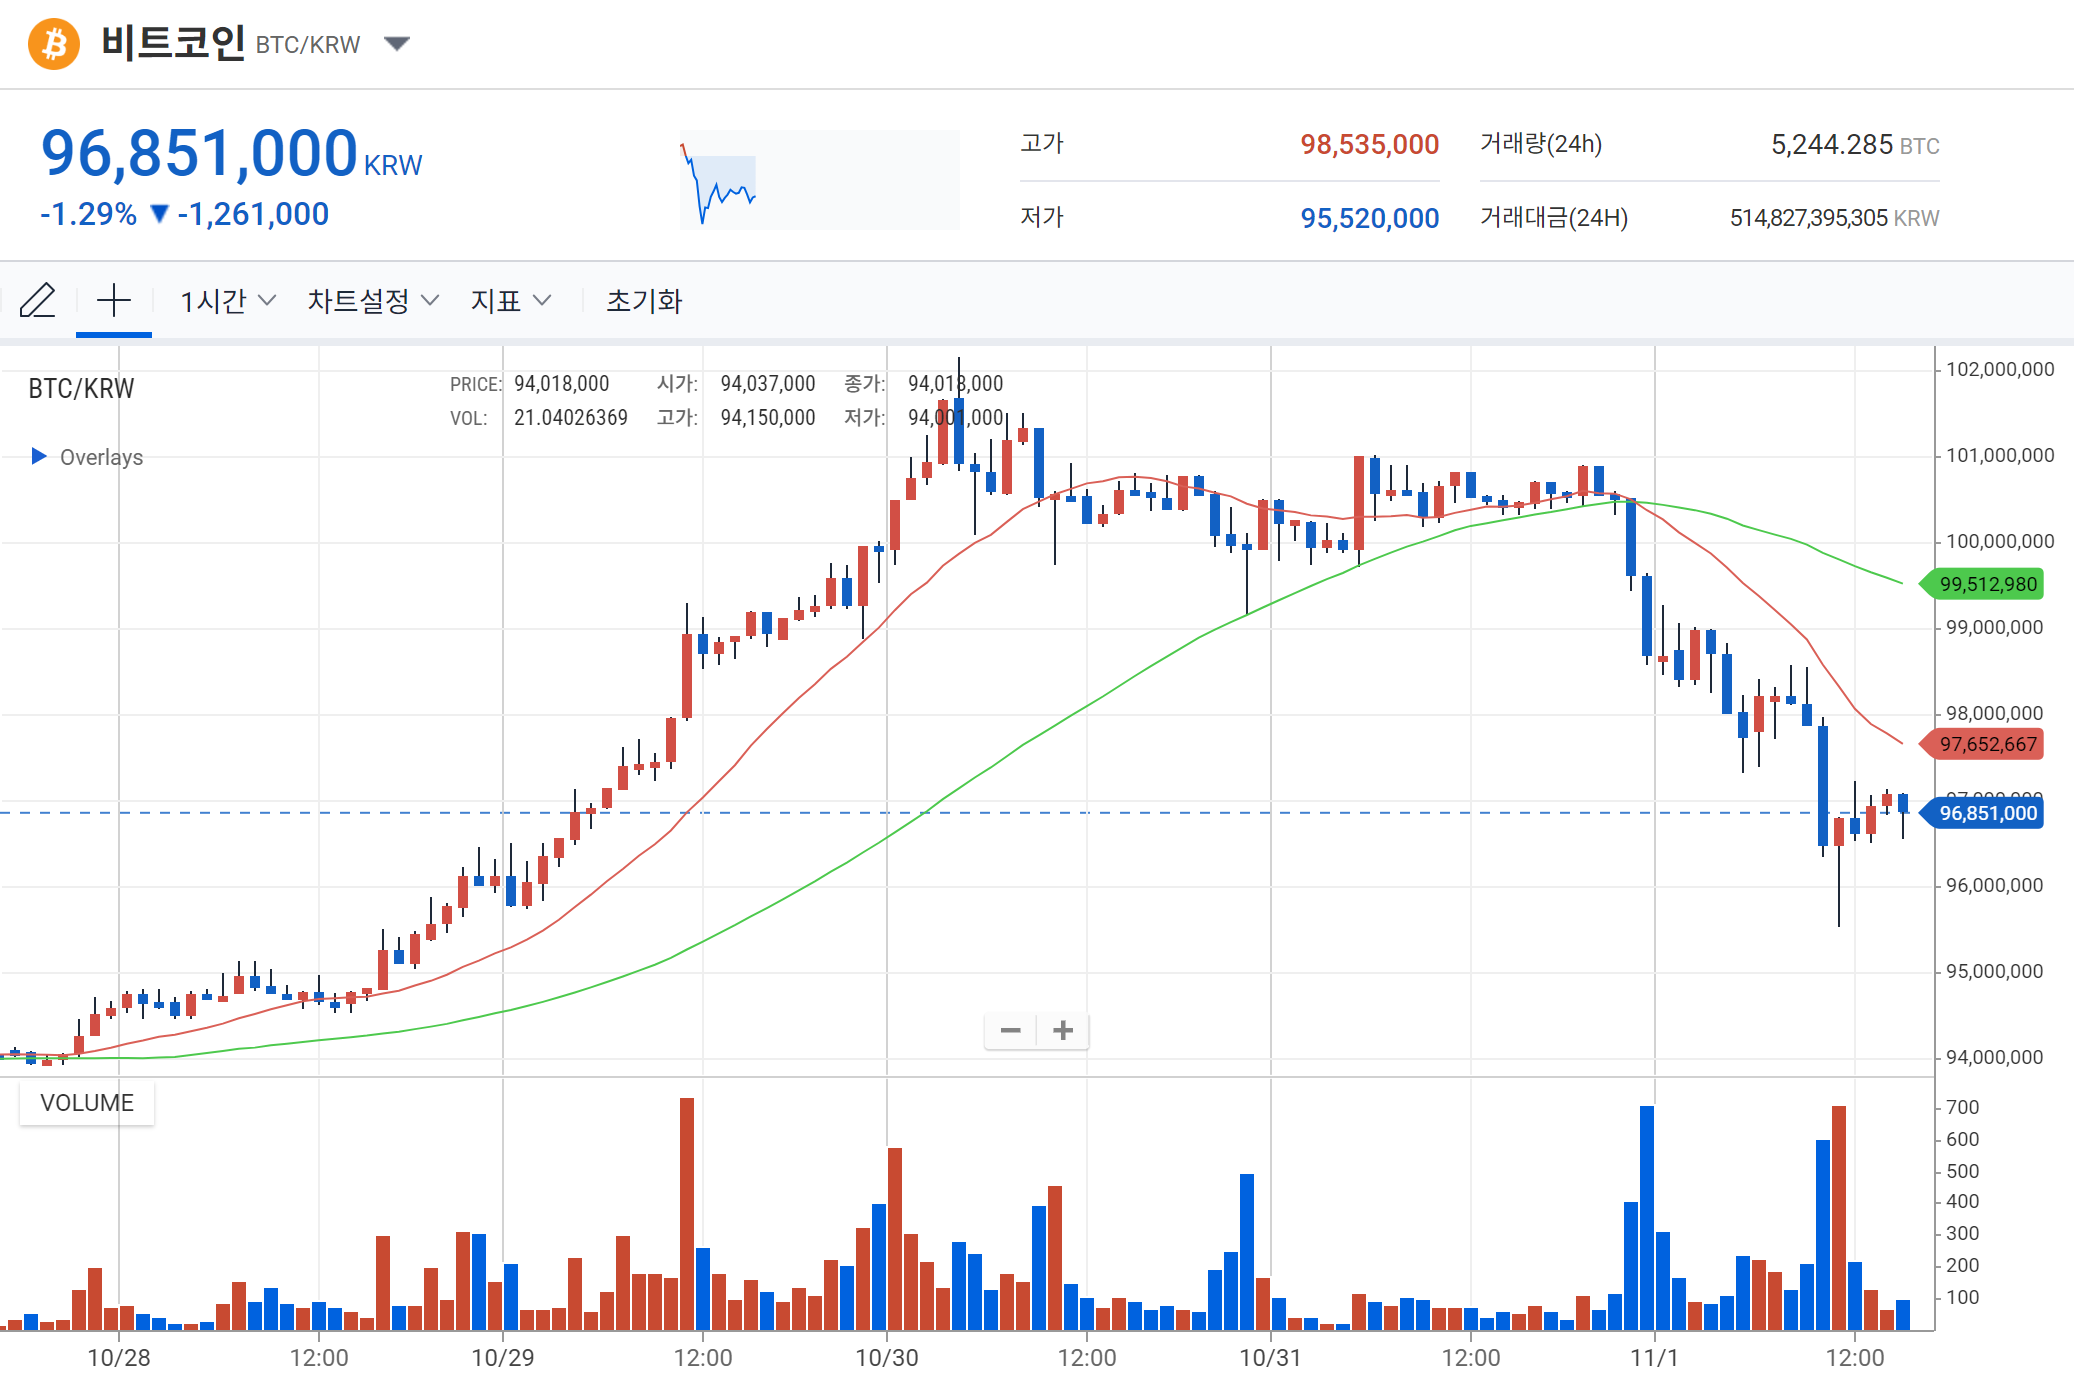 비트코인 BTC/KRW
96,851,000 KRW
-1.29% ▼ -1,261,000
고가 98,535,000
저가 95,520,000
거래량(24h) 5,244.285 BTC
거래대금(24H) 514,827,395,305 KRW
1시간 차트설정 지표 초기화
BTC/KRW
PRICE: 94,018,000 시가: 94,037,000 종가: 94,018,000
VOL: 21.04026369 고가: 94,150,000 저가: 94,001,000
Overlays
102,000,000
101,000,000
100,000,000
99,512,980
99,000,000
98,000,000
97,652,667
97,000,000
96,851,000
96,000,000
95,000,000
94,000,000
VOLUME
700
600
500
400
300
200
100
10/28 12:00 10/29 12:00 10/30 12:00 10/31 12:00 11/1 12:00